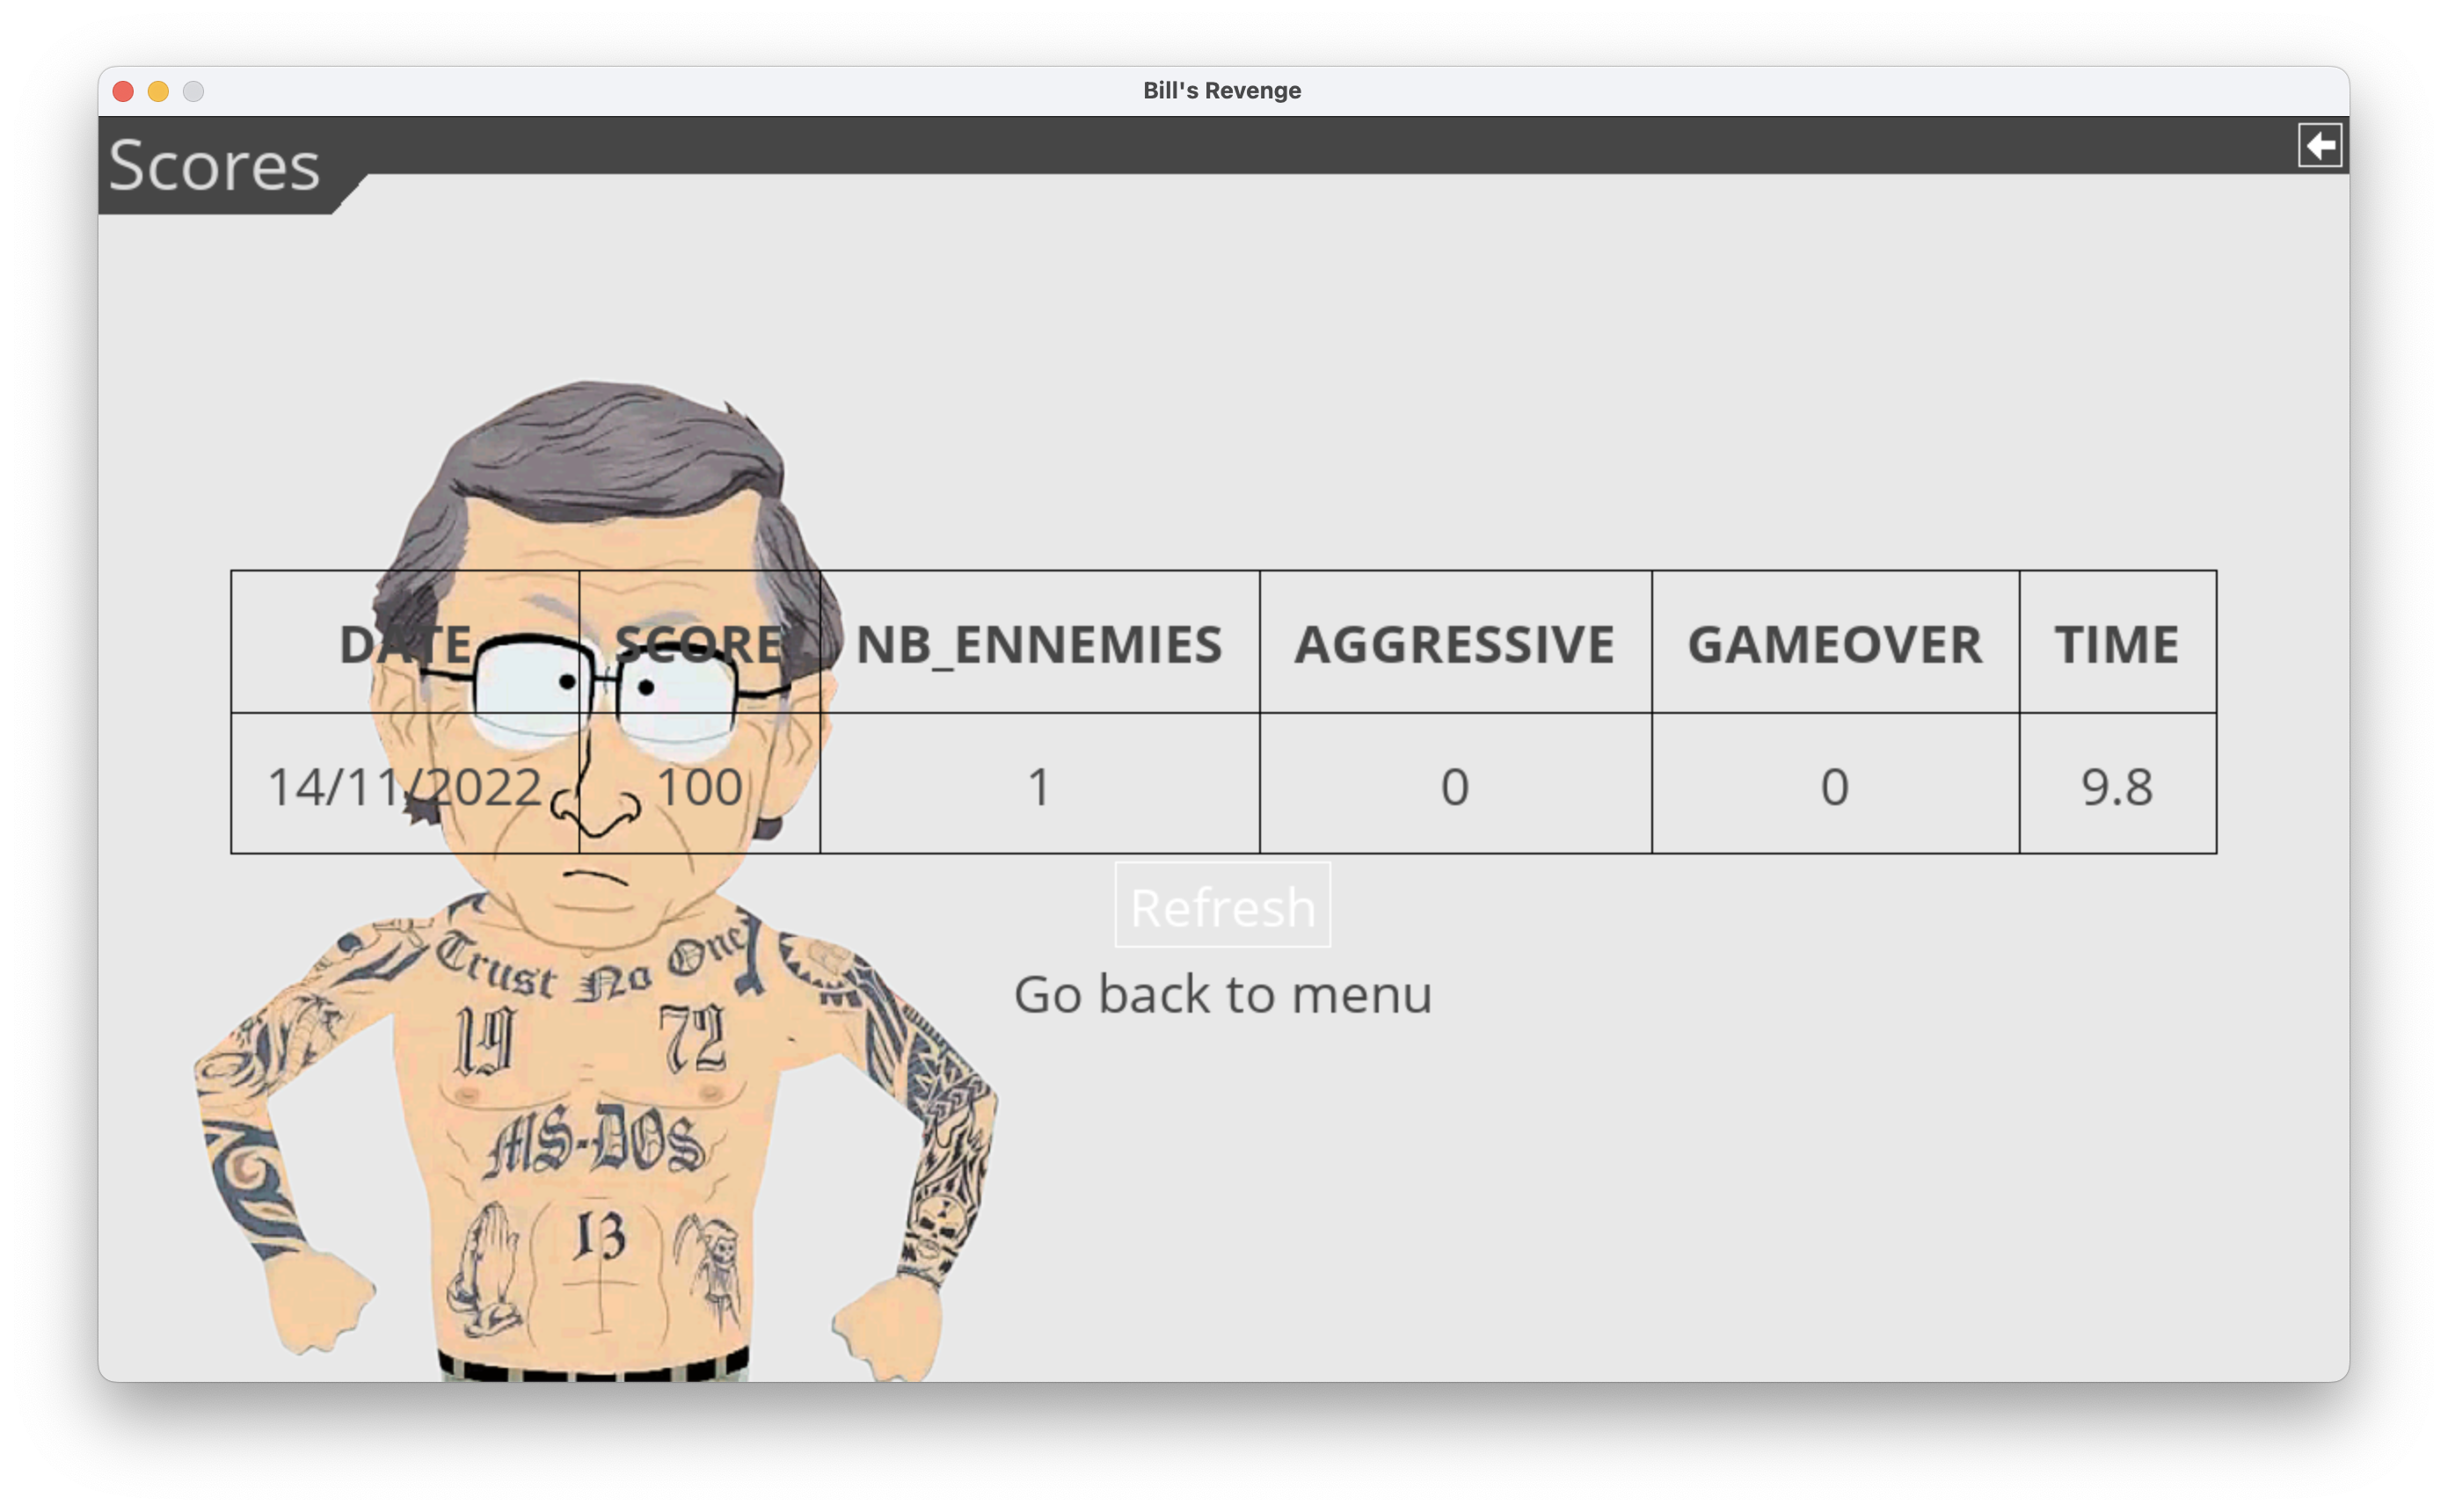 Bill's Revenge
Scores
DATE SCORE NB_ENNEMIES AGGRESSIVE GAMEOVER TIME
14/11/2022 100 1 0 0 9.8
Refresh
Go back to menu
Trust No One
19 72
MS-DOS
13